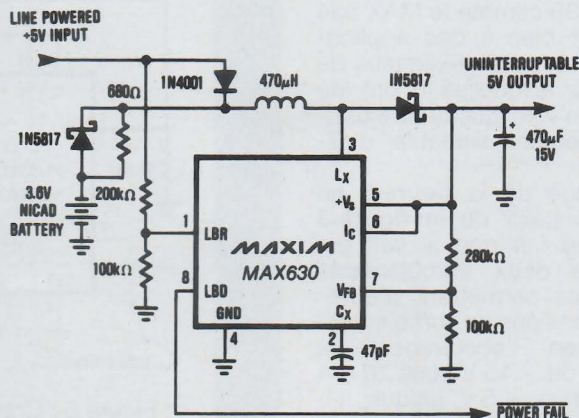 LINE POWERED
+5V INPUT
680Ω
1N4001
470µH
1N5817
UNINTERRUPTABLE
5V OUTPUT
+
470µF
15V
1N5817
3.6V
NICAD
BATTERY
200kΩ
100kΩ
3
LX
5
+VS
6
IC
1
LBR
MAXIM
MAX630
280kΩ
8
LBD
7
VFB
GND
CX
4
2
47pF
100kΩ
POWER FAIL